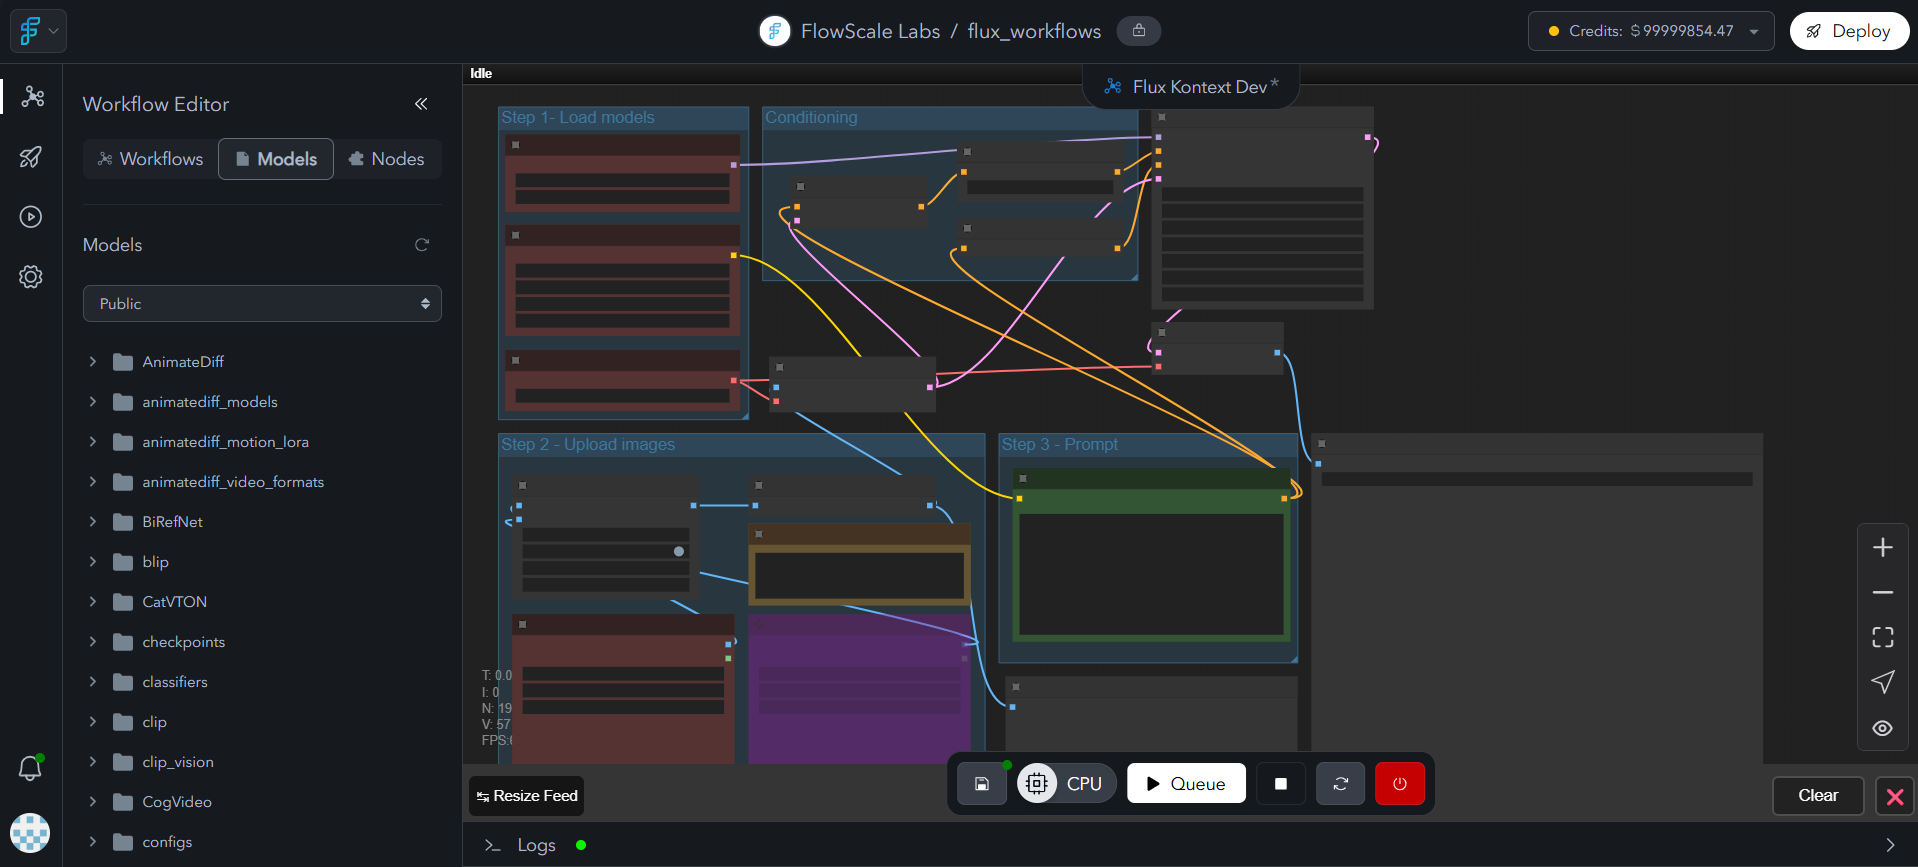 FlowScale Labs / flux_workflows
Credits: $ 99999854.47
Deploy
Idle
Flux Kontext Dev*
Workflow Editor
Workflows
Models
Nodes
Models
Public
AnimateDiff
animatediff_models
animatediff_motion_lora
animatediff_video_formats
BiRefNet
blip
CatVTON
checkpoints
classifiers
clip
clip_vision
CogVideo
configs
Step 1- Load models
Conditioning
Step 2 - Upload images
Step 3 - Prompt
T: 0.0
I: 0
N: 19
V: 57
FPS:
Resize Feed
CPU
Queue
Clear
Logs